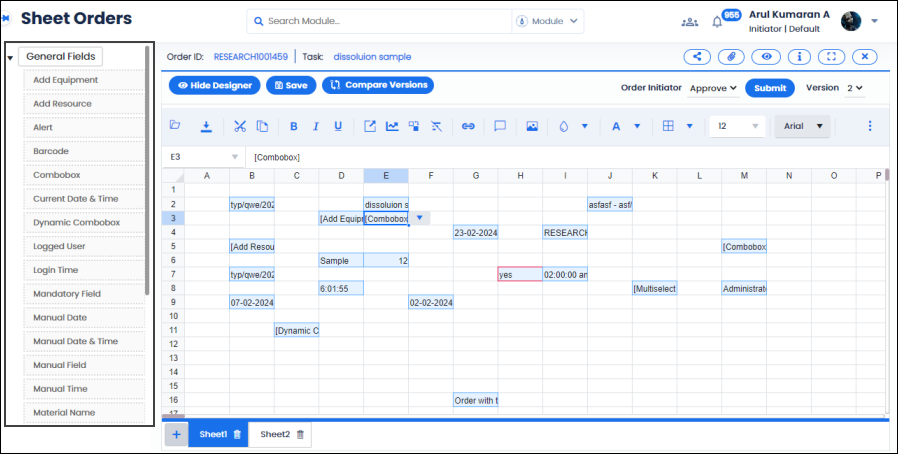 Sheet Orders
Search Module...
Module
955
Arul Kumaran A
Initiator | Default
General Fields
Add Equipment
Add Resource
Alert
Barcode
Combobox
Current Date & Time
Dynamic Combobox
Logged User
Login Time
Mandatory Field
Manual Date
Manual Date & Time
Manual Field
Manual Time
Material Name
Order ID: RESEARCH1001459 Task: dissoluion sample
Hide Designer
Save
Compare Versions
Order Initiator Approve
Submit
Version 2
B I U
A
12
Arial
E3
[Combobox]
A B C D E F G H I J K L M N O P
1
2 typ/qwe/202 dissoluion s asfasf - asf/
3 [Add Equip [Combobox
4 23-02-2024 RESEARCH
5 [Add Resou [Combobox
6 Sample 12
7 typ/qwe/202 yes 02:00:00 am
8 6:01:55 [Multiselect Administrat
9 07-02-2024 02-02-2024
10
11 [Dynamic C
12
13
14
15
16 Order with t
17
+
Sheet1
Sheet2